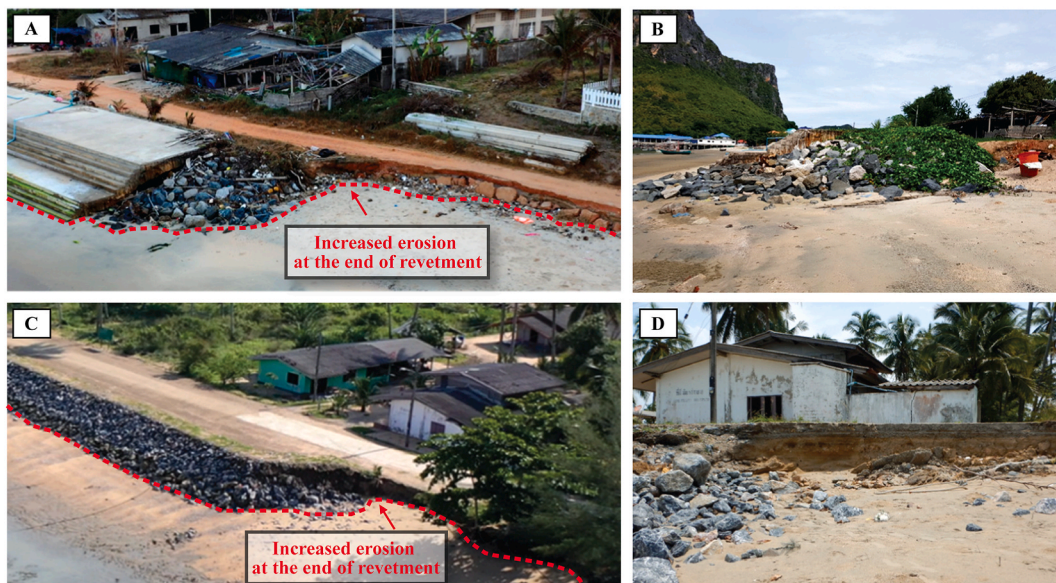 A
B
Increased erosion
at the end of revetment
C
D
Increased erosion
at the end of revetment